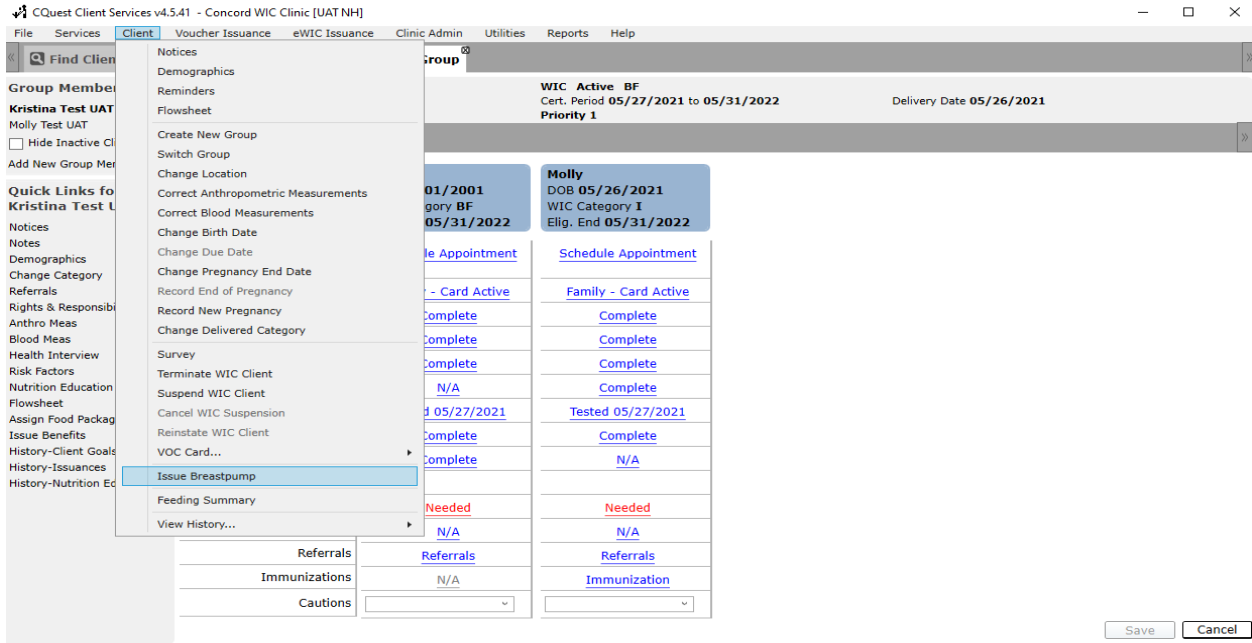 CQuest Client Services v4.5.41 - Concord WIC Clinic [UAT NH]
File Services Client Voucher Issuance eWIC Issuance Clinic Admin Utilities Reports Help
Find Clien
Group
Group Member
Kristina Test UAT
Molly Test UAT
Hide Inactive Cli
Add New Group Mem
Quick Links fo
Kristina Test U
Notices
Notes
Demographics
Change Category
Referrals
Rights & Responsibi
Anthro Meas
Blood Meas
Health Interview
Risk Factors
Nutrition Education
Flowsheet
Assign Food Packag
Issue Benefits
History-Client Goals
History-Issuances
History-Nutrition Ed
Notices
Demographics
Reminders
Flowsheet
Create New Group
Switch Group
Change Location
Correct Anthropometric Measurements
Correct Blood Measurements
Change Birth Date
Change Due Date
Change Pregnancy End Date
Record End of Pregnancy
Record New Pregnancy
Change Delivered Category
Survey
Terminate WIC Client
Suspend WIC Client
Cancel WIC Suspension
Reinstate WIC Client
VOC Card...
Issue Breastpump
Feeding Summary
View History...
WIC Active BF
Cert. Period 05/27/2021 to 05/31/2022
Priority 1
Delivery Date 05/26/2021
01/2001
gory BF
05/31/2022
Molly
DOB 05/26/2021
WIC Category I
Elig. End 05/31/2022
le Appointment Schedule Appointment
- Card Active Family - Card Active
Complete Complete
Complete Complete
Complete Complete
N/A Complete
d 05/27/2021 Tested 05/27/2021
Complete Complete
Complete N/A
Needed Needed
N/A N/A
Referrals Referrals Referrals
Immunizations N/A Immunization
Cautions
Save Cancel